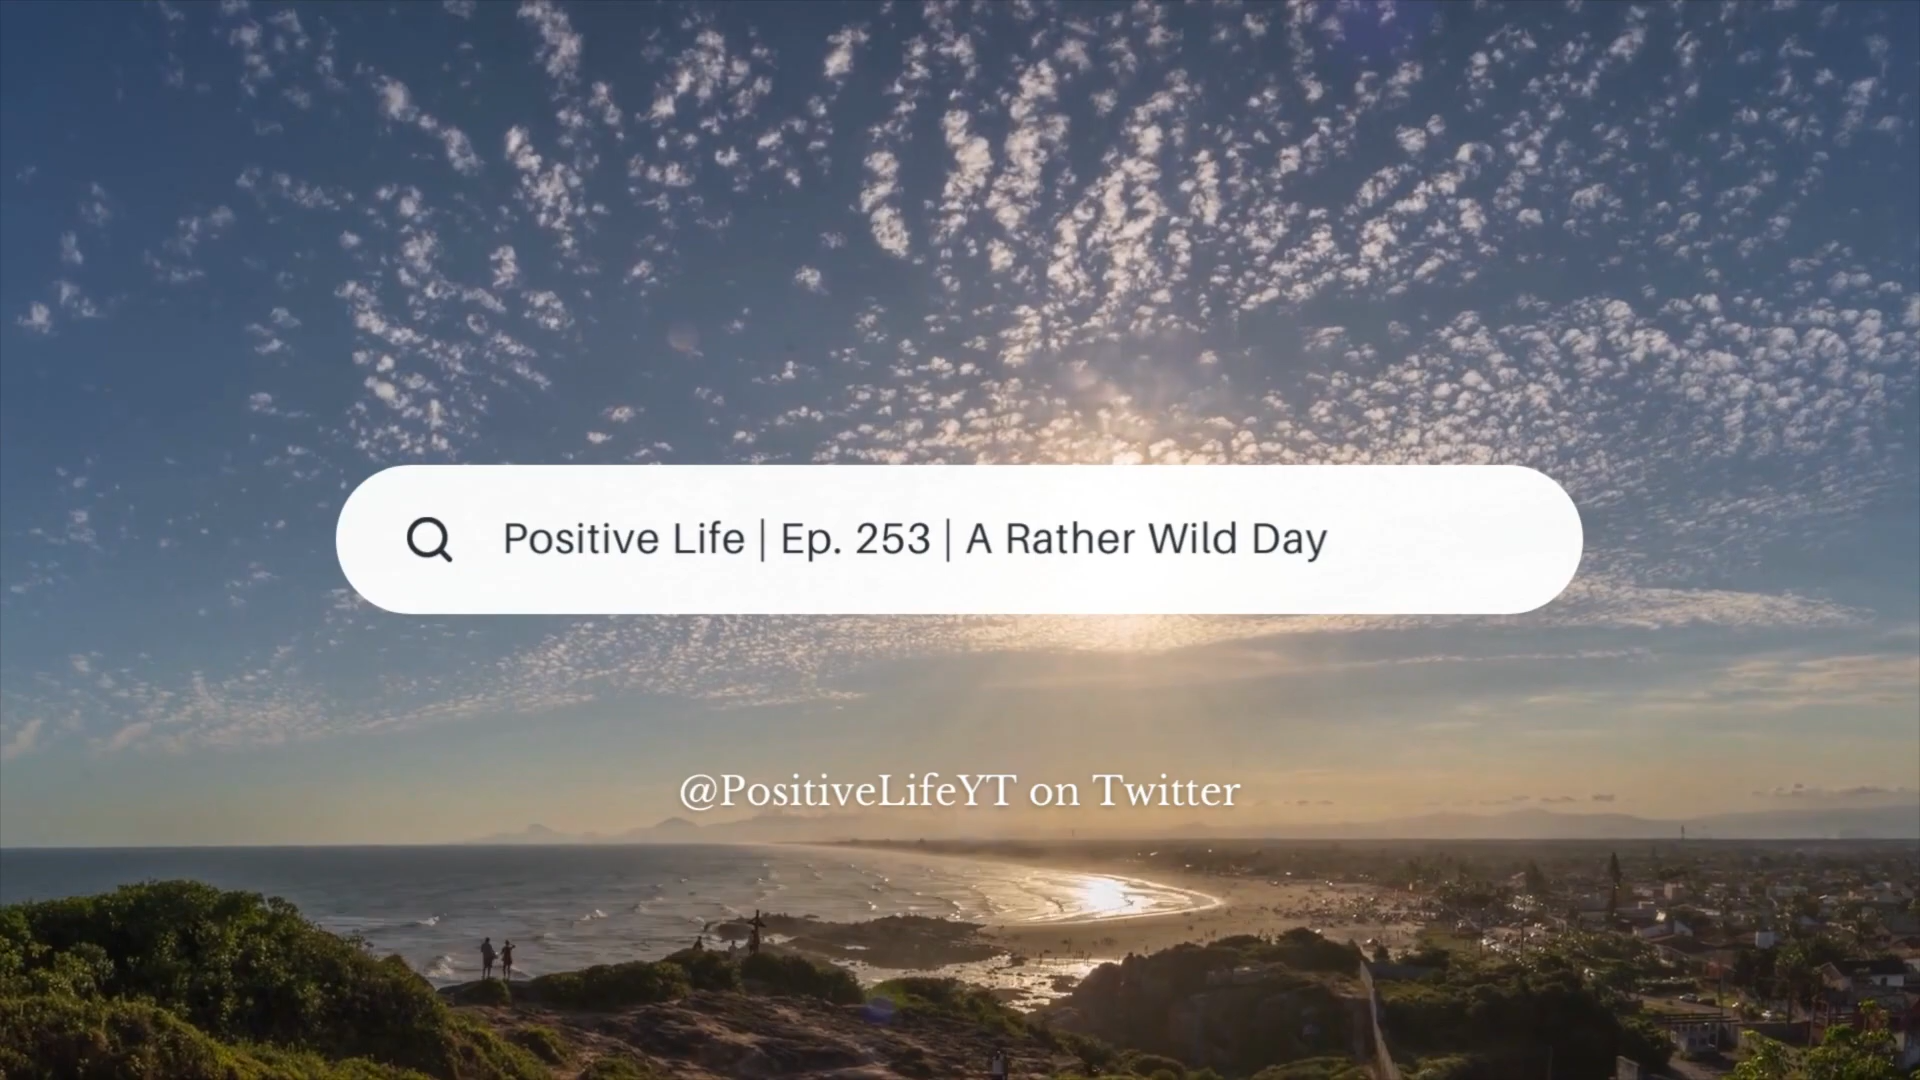 Positive Life | Ep. 253 | A Rather Wild Day
@PositiveLifeYT on Twitter